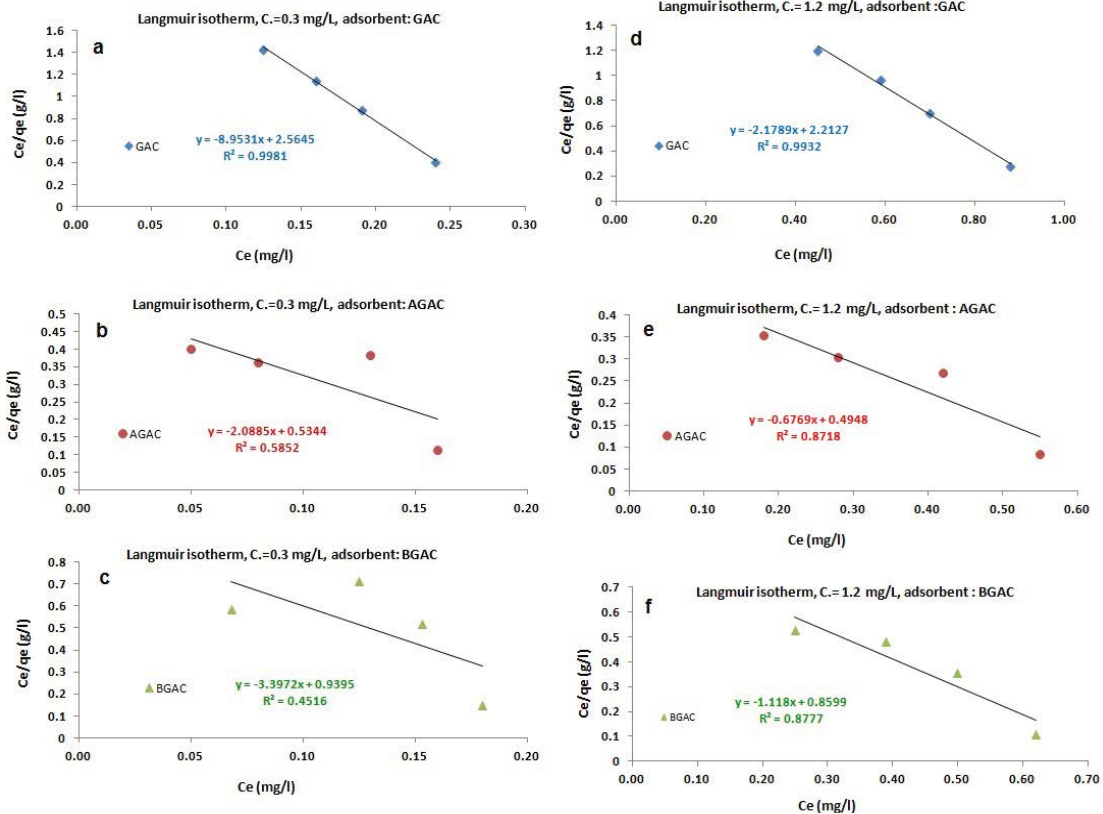 Langmuir isotherm, C.=0.3 mg/L, adsorbent: GAC
a
Ce/qe (g/l)
1.6
1.4
1.2
1
0.8
0.6
0.4
0.2
0
GAC
y = -8.9531x + 2.5645
R² = 0.9981
0.00 0.05 0.10 0.15 0.20 0.25 0.30
Ce (mg/l)
Langmuir isotherm, C.= 1.2 mg/L, adsorbent :GAC
d
Ce/qe (g/l)
1.4
1.2
1
0.8
0.6
0.4
0.2
0
GAC
y = -2.1789x + 2.2127
R² = 0.9932
0.00 0.20 0.40 0.60 0.80 1.00
Ce (mg/l)
Langmuir isotherm, C.=0.3 mg/L, adsorbent: AGAC
b
Ce/qe (g/l)
0.5
0.45
0.4
0.35
0.3
0.25
0.2
0.15
0.1
0.05
0
AGAC
y = -2.0885x + 0.5344
R² = 0.5852
0.00 0.05 0.10 0.15 0.20
Ce (mg/l)
Langmuir isotherm, C.= 1.2 mg/L, adsorbent : AGAC
e
Ce/qe (g/l)
0.4
0.35
0.3
0.25
0.2
0.15
0.1
0.05
0
AGAC
y = -0.6769x + 0.4948
R² = 0.8718
0.00 0.10 0.20 0.30 0.40 0.50 0.60
Ce (mg/l)
Langmuir isotherm, C.=0.3 mg/L, adsorbent: BGAC
c
Ce/qe (g/l)
0.8
0.7
0.6
0.5
0.4
0.3
0.2
0.1
0
BGAC
y = -3.3972x + 0.9395
R² = 0.4516
0.00 0.05 0.10 0.15 0.20
Ce (mg/l)
Langmuir isotherm, C.= 1.2 mg/L, adsorbent : BGAC
f
Ce/qe (g/l)
0.7
0.6
0.5
0.4
0.3
0.2
0.1
0
BGAC
y = -1.118x + 0.8599
R² = 0.8777
0.00 0.10 0.20 0.30 0.40 0.50 0.60 0.70
Ce (mg/l)